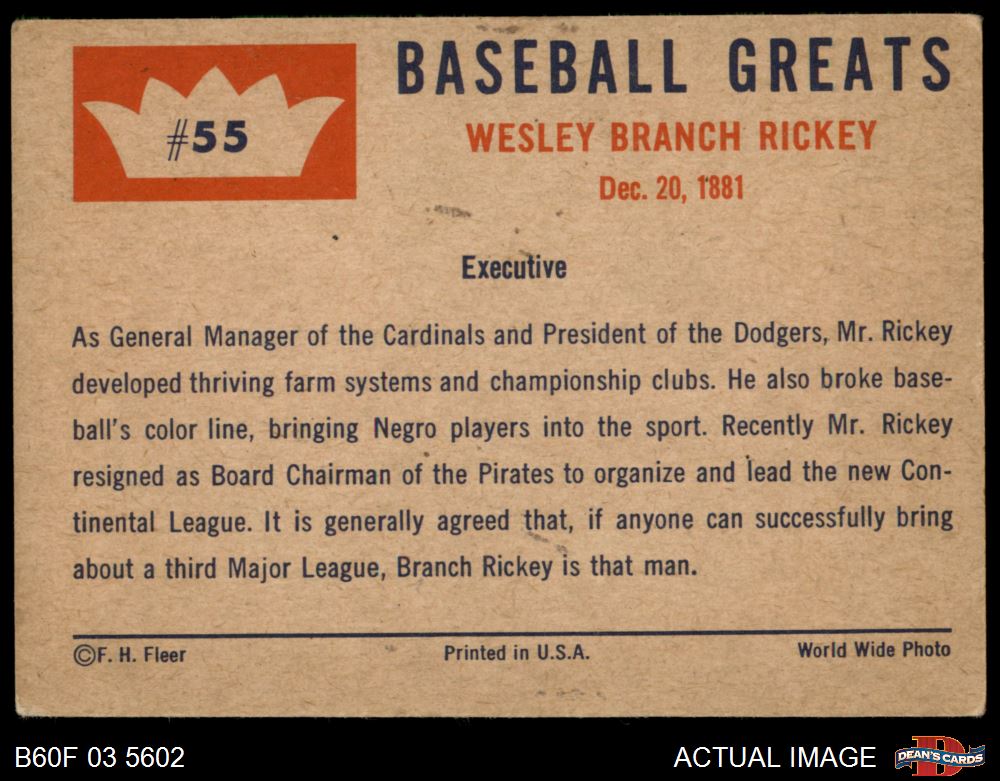 #55
BASEBALL GREATS
WESLEY BRANCH RICKEY
Dec. 20, 1881
Executive
As General Manager of the Cardinals and President of the Dodgers, Mr. Rickey
developed thriving farm systems and championship clubs. He also broke base-
ball's color line, bringing Negro players into the sport. Recently Mr. Rickey
resigned as Board Chairman of the Pirates to organize and lead the new Con-
tinental League. It is generally agreed that, if anyone can successfully bring
about a third Major League, Branch Rickey is that man.
©F. H. Fleer Printed in U.S.A. World Wide Photo
B60F 03 5602 ACTUAL IMAGE DEAN'S CARDS